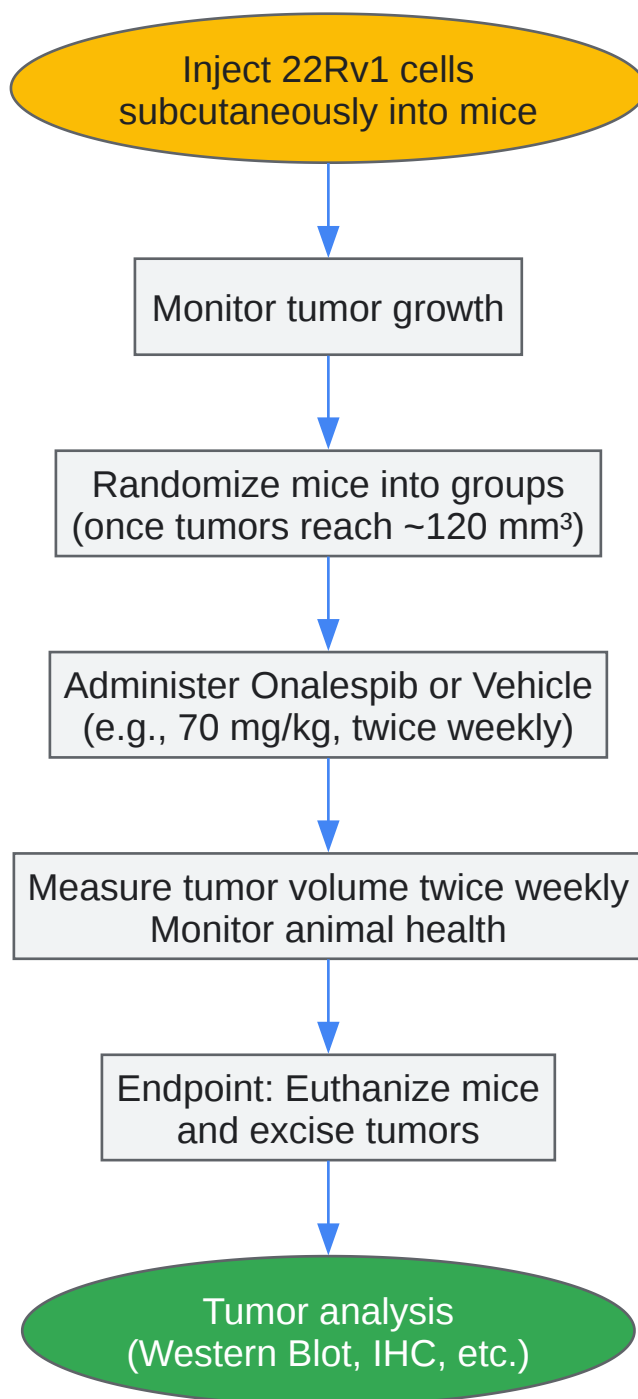 Inject 22Rv1 cells
subcutaneously into mice
Monitor tumor growth
Randomize mice into groups
(once tumors reach ~120 mm³)
Administer Onalespib or Vehicle
(e.g., 70 mg/kg, twice weekly)
Measure tumor volume twice weekly
Monitor animal health
Endpoint: Euthanize mice
and excise tumors
Tumor analysis
(Western Blot, IHC, etc.)